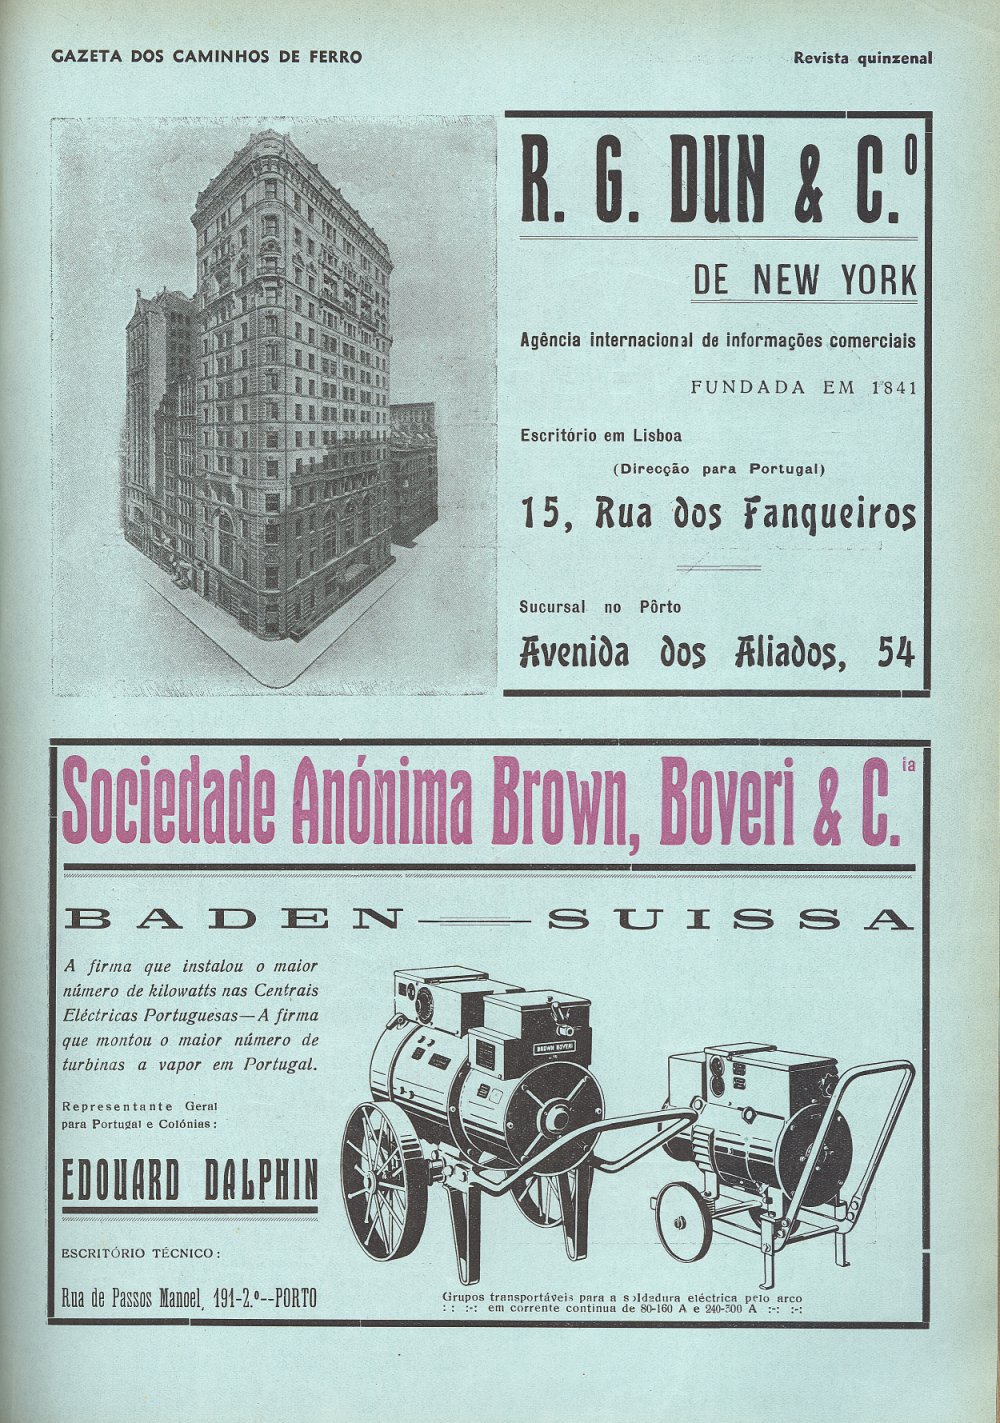 GAZETA DOS CAMINHOS DE FERRO
Revista quinzenal
R. G. DUN & C.º
DE NEW YORK
Agência internacional de informações comerciais
FUNDADA EM 1841
Escritório em Lisboa
(Direcção para Portugal)
15, Rua dos Fanqueiros
Sucursal no Pôrto
Avenida dos Aliados, 54
Sociedade Anónima Brown, Boveri & C.ia
BADEN — SUISSA
A firma que instalou o maior
número de kilowatts nas Centrais
Eléctricas Portuguesas—A firma
que montou o maior número de
turbinas a vapor em Portugal.
Representante Geral
para Portugal e Colónias:
EDOUARD DALPHIN
ESCRITÓRIO TÉCNICO:
Rua de Passos Manoel, 191-2.º--PORTO
BROWN BOVERI
Grupos transportáveis para a soldadura eléctrica pelo arco
: : :-: em corrente continua de 80-160 A e 240-300 A :-: :-: